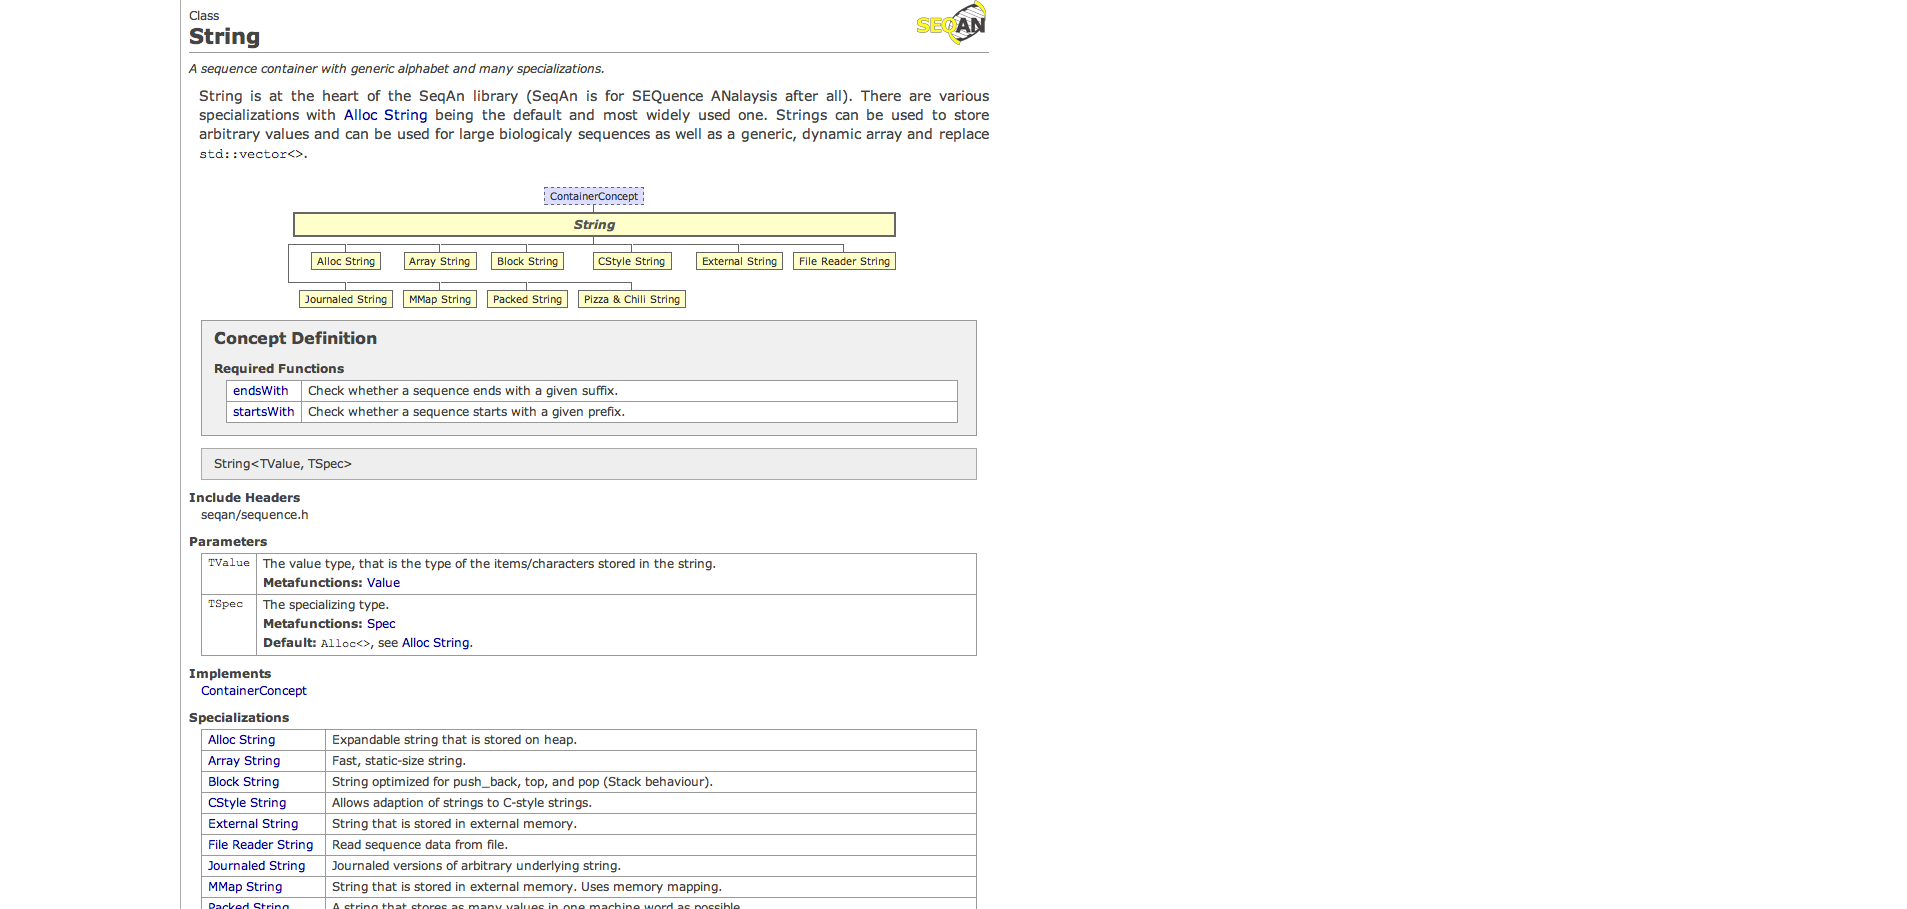 Class
String
SEQAN
A sequence container with generic alphabet and many specializations.
String is at the heart of the SeqAn library (SeqAn is for SEQuence ANalaysis after all). There are various
specializations with Alloc String being the default and most widely used one. Strings can be used to store
arbitrary values and can be used for large biologicaly sequences as well as a generic, dynamic array and replace
std::vector<>.
ContainerConcept
String
Alloc String Array String Block String CStyle String External String File Reader String
Journaled String MMap String Packed String Pizza & Chili String
Concept Definition
Required Functions
endsWith Check whether a sequence ends with a given suffix.
startsWith Check whether a sequence starts with a given prefix.
String<TValue, TSpec>
Include Headers
seqan/sequence.h
Parameters
TValue The value type, that is the type of the items/characters stored in the string.
Metafunctions: Value
TSpec The specializing type.
Metafunctions: Spec
Default: Alloc<>, see Alloc String.
Implements
ContainerConcept
Specializations
Alloc String Expandable string that is stored on heap.
Array String Fast, static-size string.
Block String String optimized for push_back, top, and pop (Stack behaviour).
CStyle String Allows adaption of strings to C-style strings.
External String String that is stored in external memory.
File Reader String Read sequence data from file.
Journaled String Journaled versions of arbitrary underlying string.
MMap String String that is stored in external memory. Uses memory mapping.
Packed String A string that stores as many values in one machine word as possible.